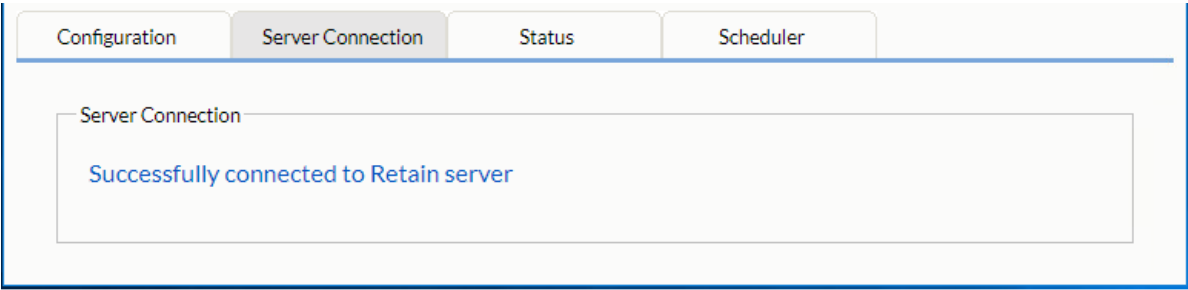 Configuration Server Connection Status Scheduler
Server Connection
Successfully connected to Retain server